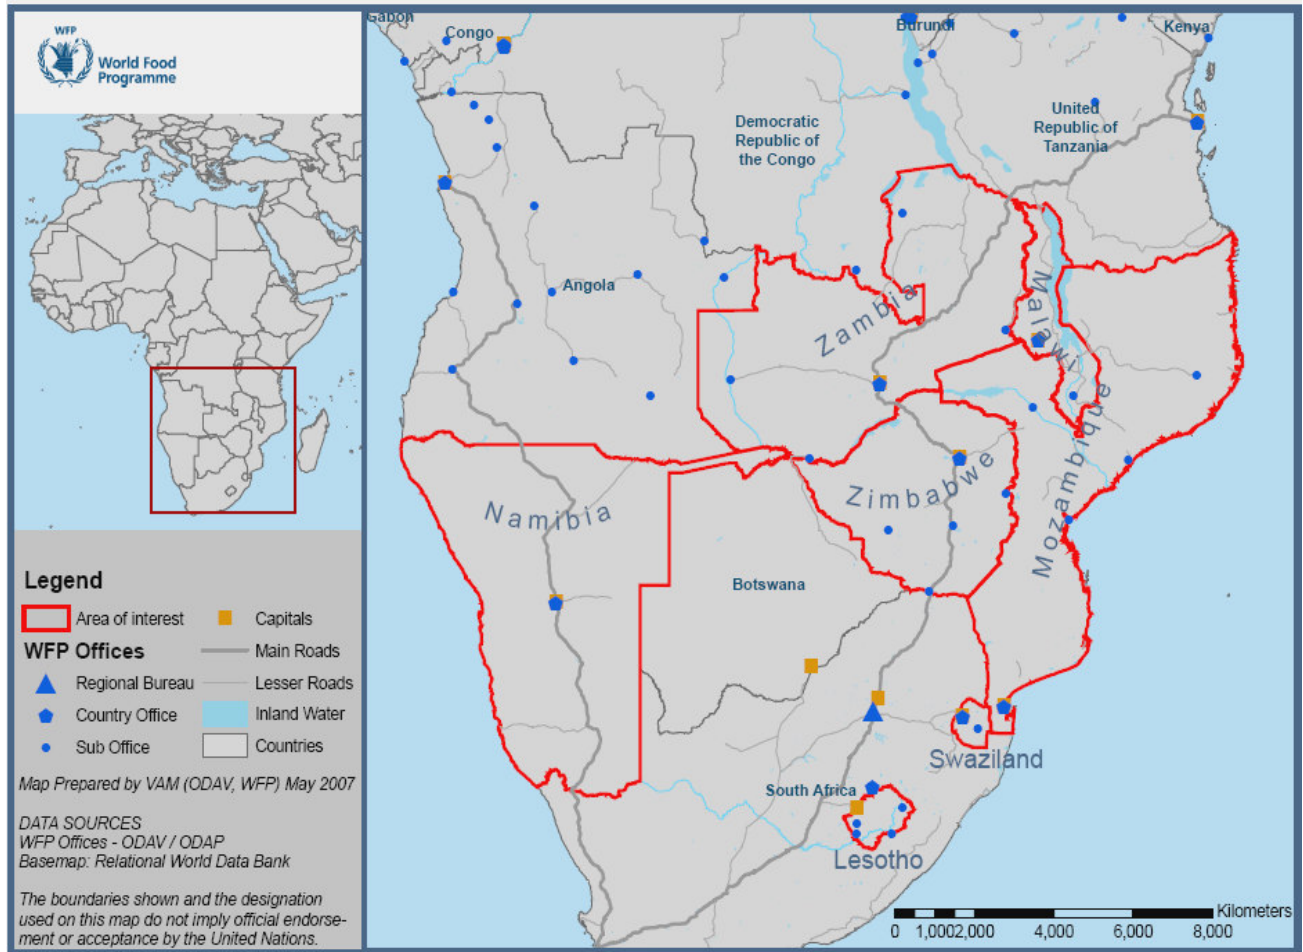 WFP
World Food
Programme
Legend
Area of interest
Capitals
WFP Offices
Main Roads
Regional Bureau
Lesser Roads
Country Office
Inland Water
Sub Office
Countries
Map Prepared by VAM (ODAV, WFP) May 2007
DATA SOURCES
WFP Offices - ODAV / ODAP
Basemap: Relational World Data Bank
The boundaries shown and the designation
used on this map do not imply official endorse-
ment or acceptance by the United Nations.
Gabon
Congo
Burundi
Kenya
Democratic
Republic of
the Congo
United
Republic of
Tanzania
Angola
Zambia
Malawi
Mozambique
Zimbabwe
Namibia
Botswana
Swaziland
South Africa
Lesotho
Kilometers
0 1,0002,000 4,000 6,000 8,000